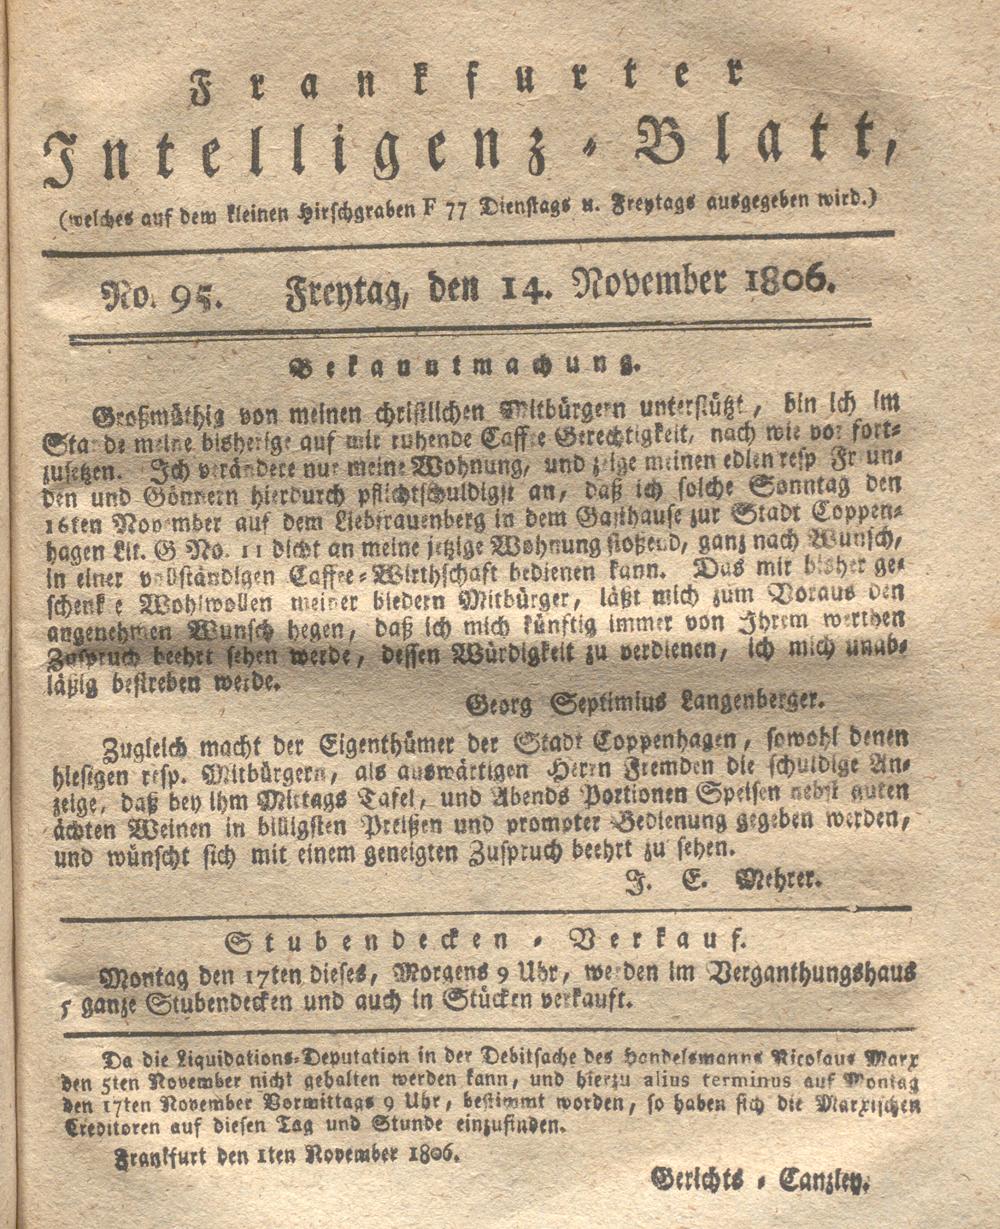 Frankfurter
Intelligenz-Blatt,
(welches auf dem kleinen Hirschgraben F 77 Dienstags u. Freytags ausgegeben wird.)
No. 95. Freytag, den 14. November 1806.
Bekanntmachung.
Großmüthig von meinen christlichen Mitbürgern unterstützt, bin ich im
Stande meine bisherige auf mir ruhende Caffee Gerechtigkeit, nach wie vor fort-
zusetzen. Ich verändere nur meine Wohnung, und zeige meinen edlen resp Freun-
den und Gönnern hierdurch pflichtschuldigst an, daß ich solche Sonntag den
16ten November auf dem Liebfrauenberg in dem Gasthause zur Stadt Coppen-
hagen Lit. G No. 11 dicht an meine jetzige Wohnung stoßend, ganz nach Wunsch,
in einer vollständigen Caffee-Wirthschaft bedienen kann. Das mir bisher ge-
schenkte Wohlwollen meiner biedern Mitbürger, läßt mich zum Voraus den
angenehmen Wunsch hegen, daß ich mich künftig immer von Ihrem werthen
Zuspruch beehrt sehen werde, dessen Würdigkeit zu verdienen, ich mich unab-
läßig bestreben werde.
Georg Septimius Langenberger.
Zugleich macht der Eigenthümer der Stadt Coppenhagen, sowohl denen
hiesigen resp. Mitbürgern, als auswärtigen Herrn Fremden die schuldige An-
zeige, daß bey ihm Mittags Tafel, und Abends Portionen Speisen nebst guten
ächten Weinen in billigsten Preißen und prompter Bedienung gegeben werden,
und wünscht sich mit einem geneigten Zuspruch beehrt zu sehen.
J. E. Mehrer.
Stubendecken-Verkauf.
Montag den 17ten dieses, Morgens 9 Uhr, werden im Verganthungshaus
5 ganze Stubendecken und auch in Stücken verkauft.
Da die Liquidations-Deputation in der Debitsache des Handelsmanns Nicolaus Marx
den 5ten November nicht gehalten werden kann, und hierzu alius terminus auf Montag
den 17ten November Vormittags 9 Uhr, bestimmt worden, so haben sich die Marxischen
Creditoren auf diesen Tag und Stunde einzufinden.
Frankfurt den 1ten November 1806.
Gerichts-Canzley.